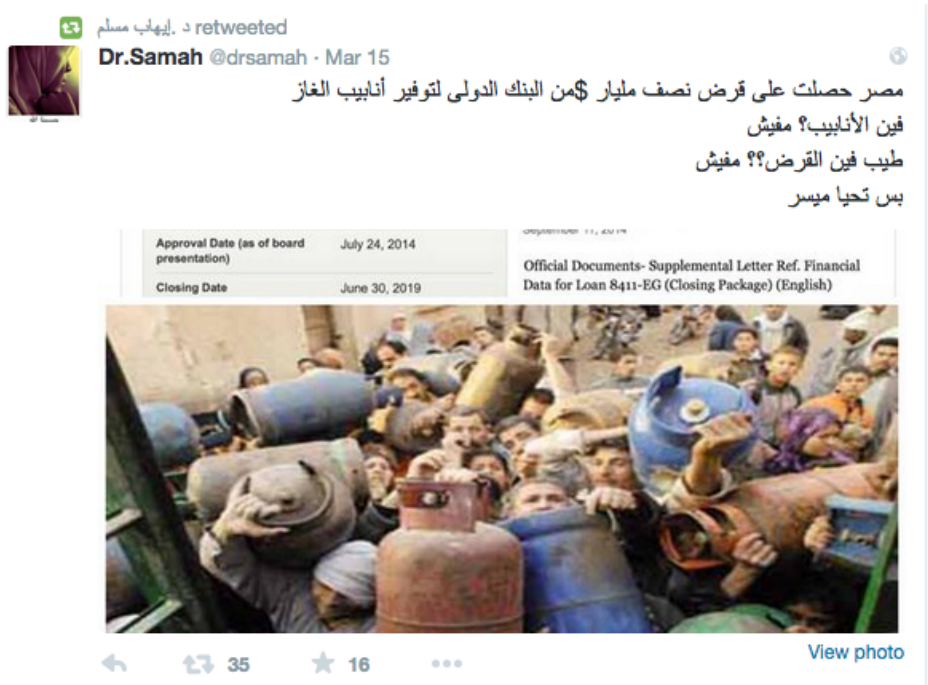 د .إيهاب مسلم retweeted
Dr.Samah @drsamah · Mar 15
مصر حصلت على قرض نصف مليار $من البنك الدولى لتوفير أنابيب الغاز
فين الأنابيب؟ مفيش
طيب فين القرض؟؟ مفيش
بس تحيا ميسر
Approval Date (as of board presentation) July 24, 2014
Closing Date June 30, 2019
September 11, 2014
Official Documents- Supplemental Letter Ref. Financial
Data for Loan 8411-EG (Closing Package) (English)
View photo
35 16